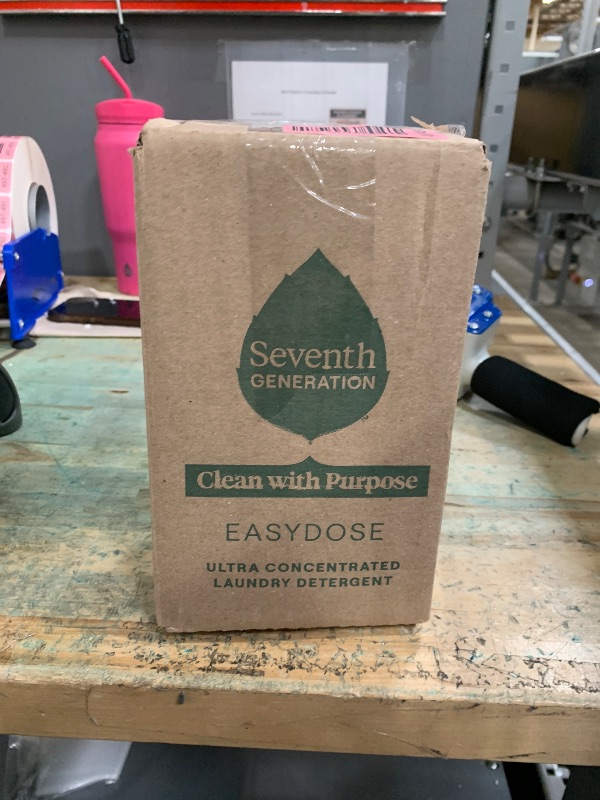 Seventh
GENERATION
Clean with Purpose
EASYDOSE
ULTRA CONCENTRATED
LAUNDRY DETERGENT